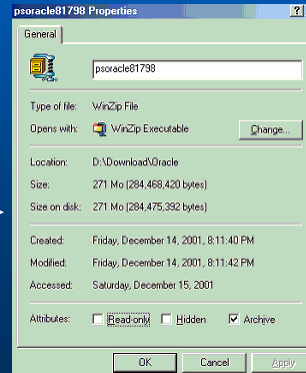 psoracle81798 Properties ?
General
psoracle81798
Type of file: WinZip File
Opens with: WinZip Executable Change...
Location: D:\Download\Oracle
Size: 271 Mo (284,468,420 bytes)
Size on disk: 271 Mo (284,475,392 bytes)
Created: Friday, December 14, 2001, 8:11:40 PM
Modified: Friday, December 14, 2001, 8:11:42 PM
Accessed: Saturday, December 15, 2001
Attributes: Read-only Hidden Archive
OK Cancel Apply